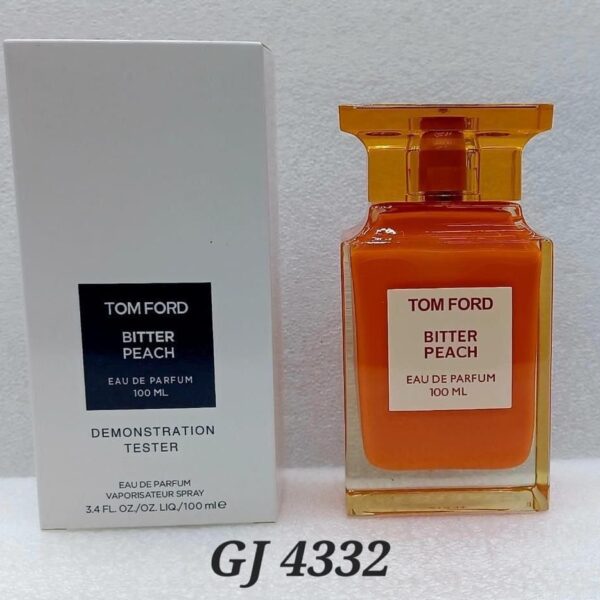 TOM FORD
BITTER
PEACH
EAU DE PARFUM
100 ML
DEMONSTRATION
TESTER
EAU DE PARFUM
VAPORISATEUR SPRAY
3.4 FL. OZ./OZ. LIQ./100 ml e
TOM FORD
BITTER
PEACH
EAU DE PARFUM
100 ML
GJ 4332